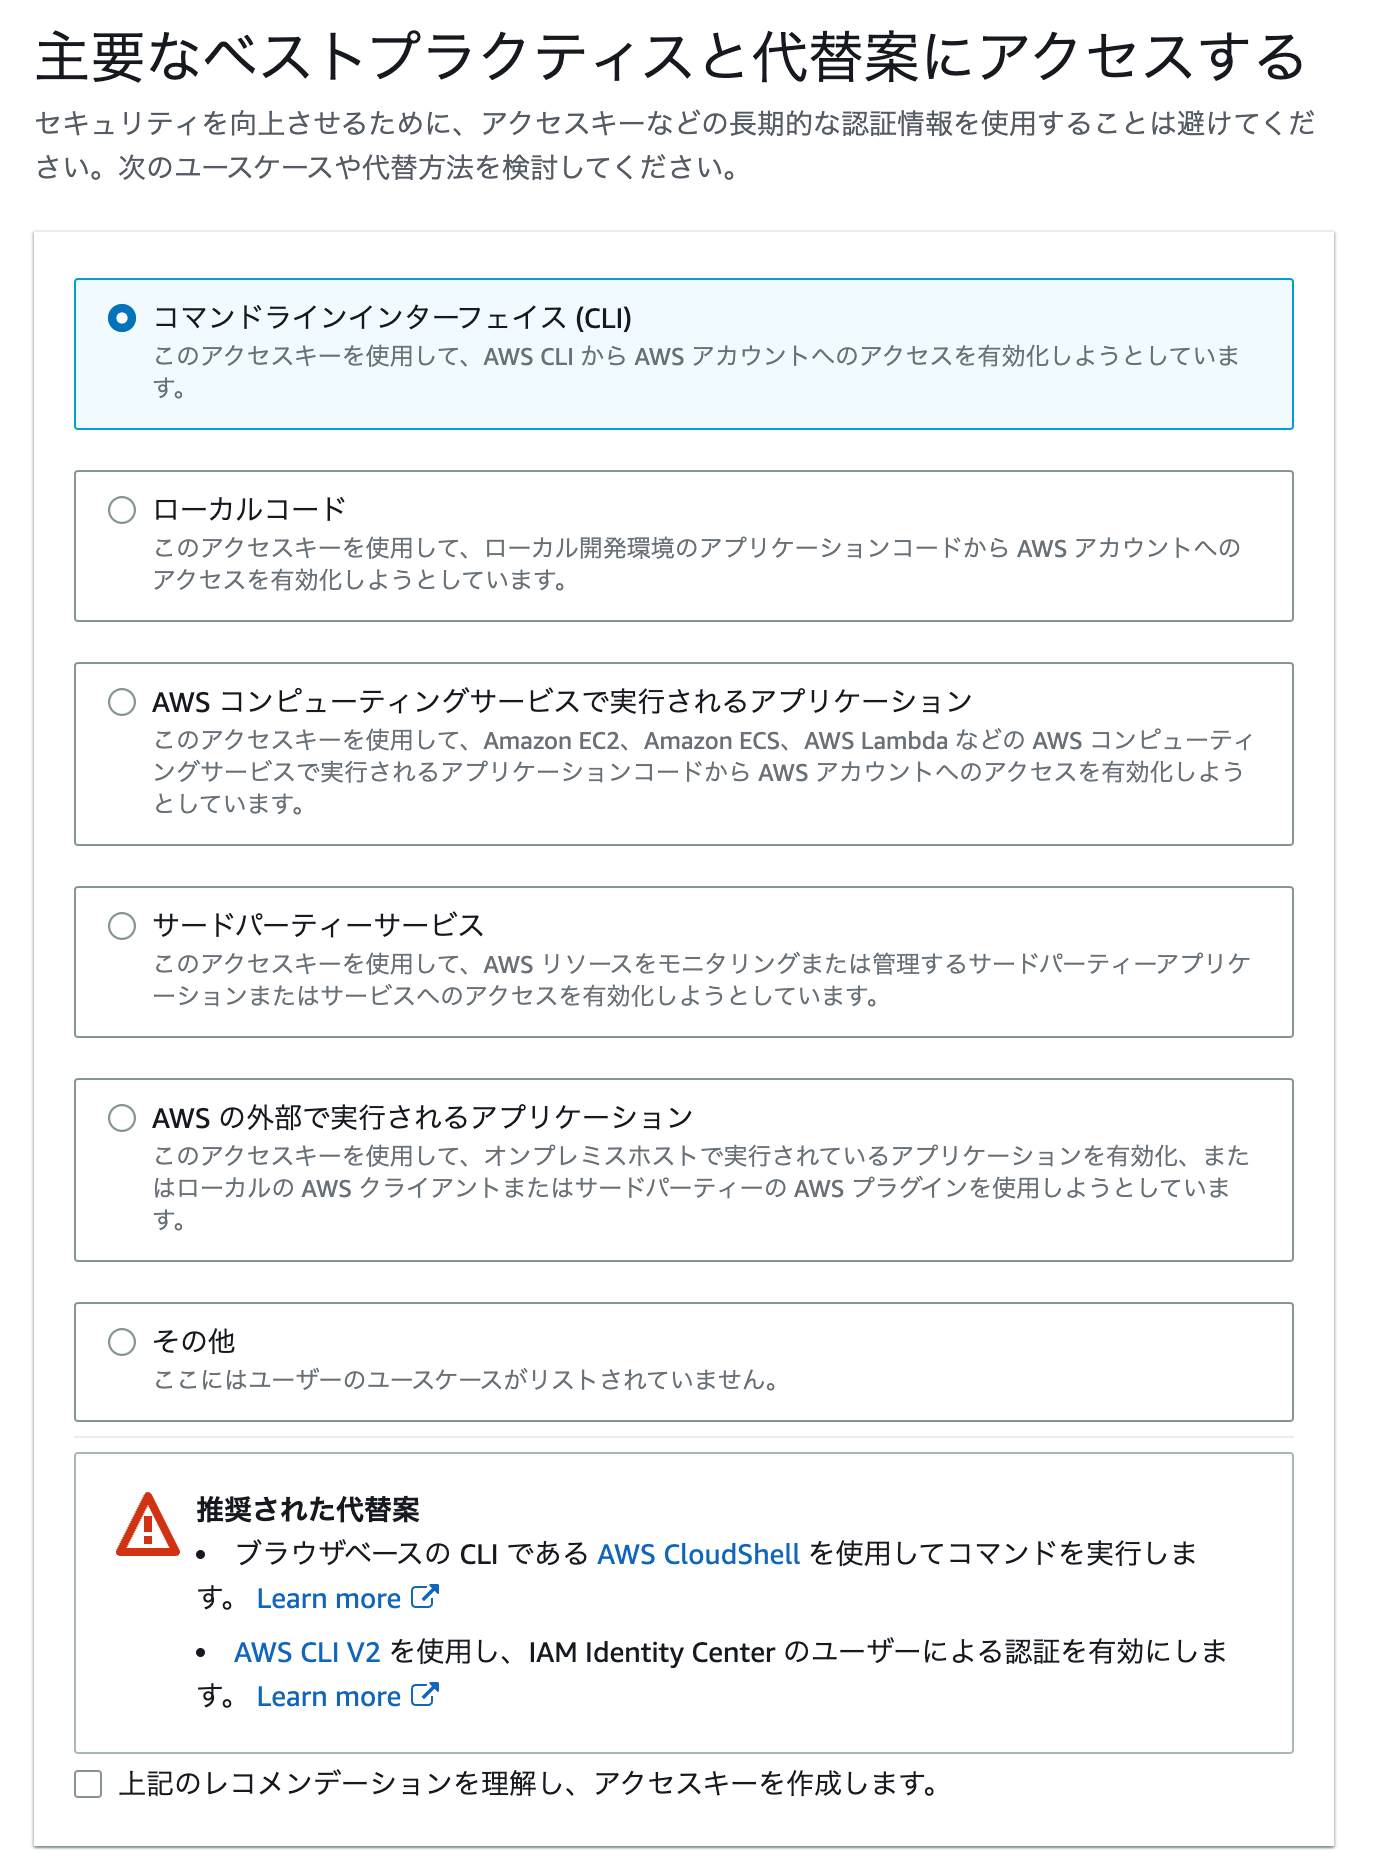 主要なベストプラクティスと代替案にアクセスする
セキュリティを向上させるために、アクセスキーなどの長期的な認証情報を使用することは避けてくだ
さい。次のユースケースや代替方法を検討してください。
コマンドラインインターフェイス (CLI)
このアクセスキーを使用して、AWS CLI から AWS アカウントへのアクセスを有効化しようとしていま
す。
ローカルコード
このアクセスキーを使用して、ローカル開発環境のアプリケーションコードから AWS アカウントへの
アクセスを有効化しようとしています。
AWS コンピューティングサービスで実行されるアプリケーション
このアクセスキーを使用して、Amazon EC2、Amazon ECS、AWS Lambda などの AWS コンピューティ
ングサービスで実行されるアプリケーションコードから AWS アカウントへのアクセスを有効化しよう
としています。
サードパーティーサービス
このアクセスキーを使用して、AWS リソースをモニタリングまたは管理するサードパーティーアプリケ
ーションまたはサービスへのアクセスを有効化しようとしています。
AWS の外部で実行されるアプリケーション
このアクセスキーを使用して、オンプレミスホストで実行されているアプリケーションを有効化、また
はローカルの AWS クライアントまたはサードパーティーの AWS プラグインを使用しようとしていま
す。
その他
ここにはユーザーのユースケースがリストされていません。
推奨された代替案
• ブラウザベースの CLI である AWS CloudShell を使用してコマンドを実行しま
す。 Learn more
• AWS CLI V2 を使用し、IAM Identity Center のユーザーによる認証を有効にしま
す。 Learn more
上記のレコメンデーションを理解し、アクセスキーを作成します。